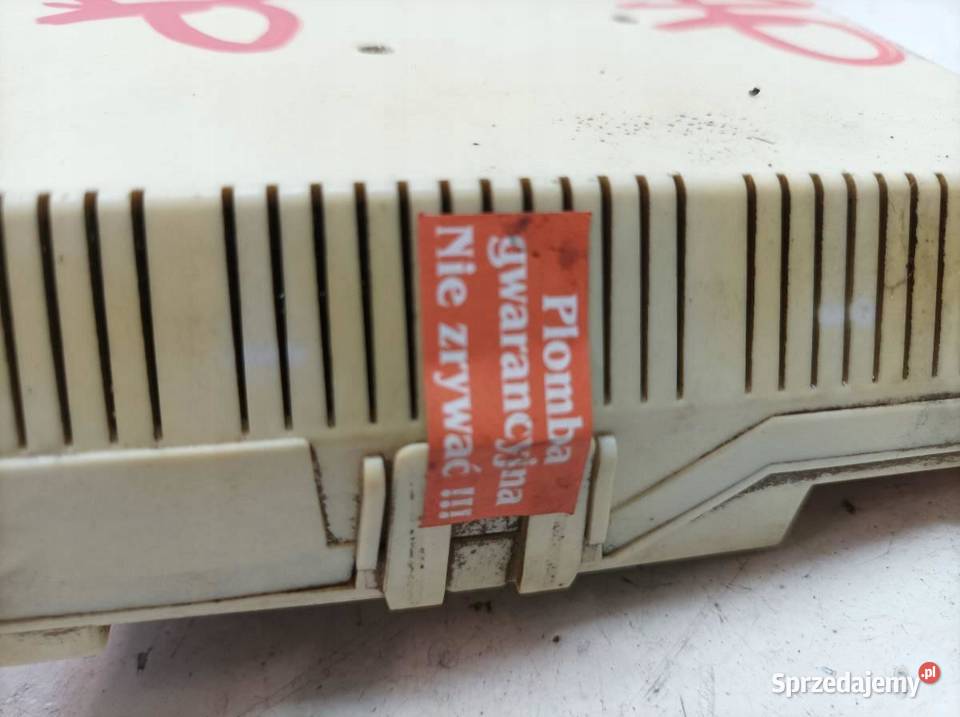 Plomba
gwarancyjna
Nie zrywać !!!
Sprzedajemy.pl